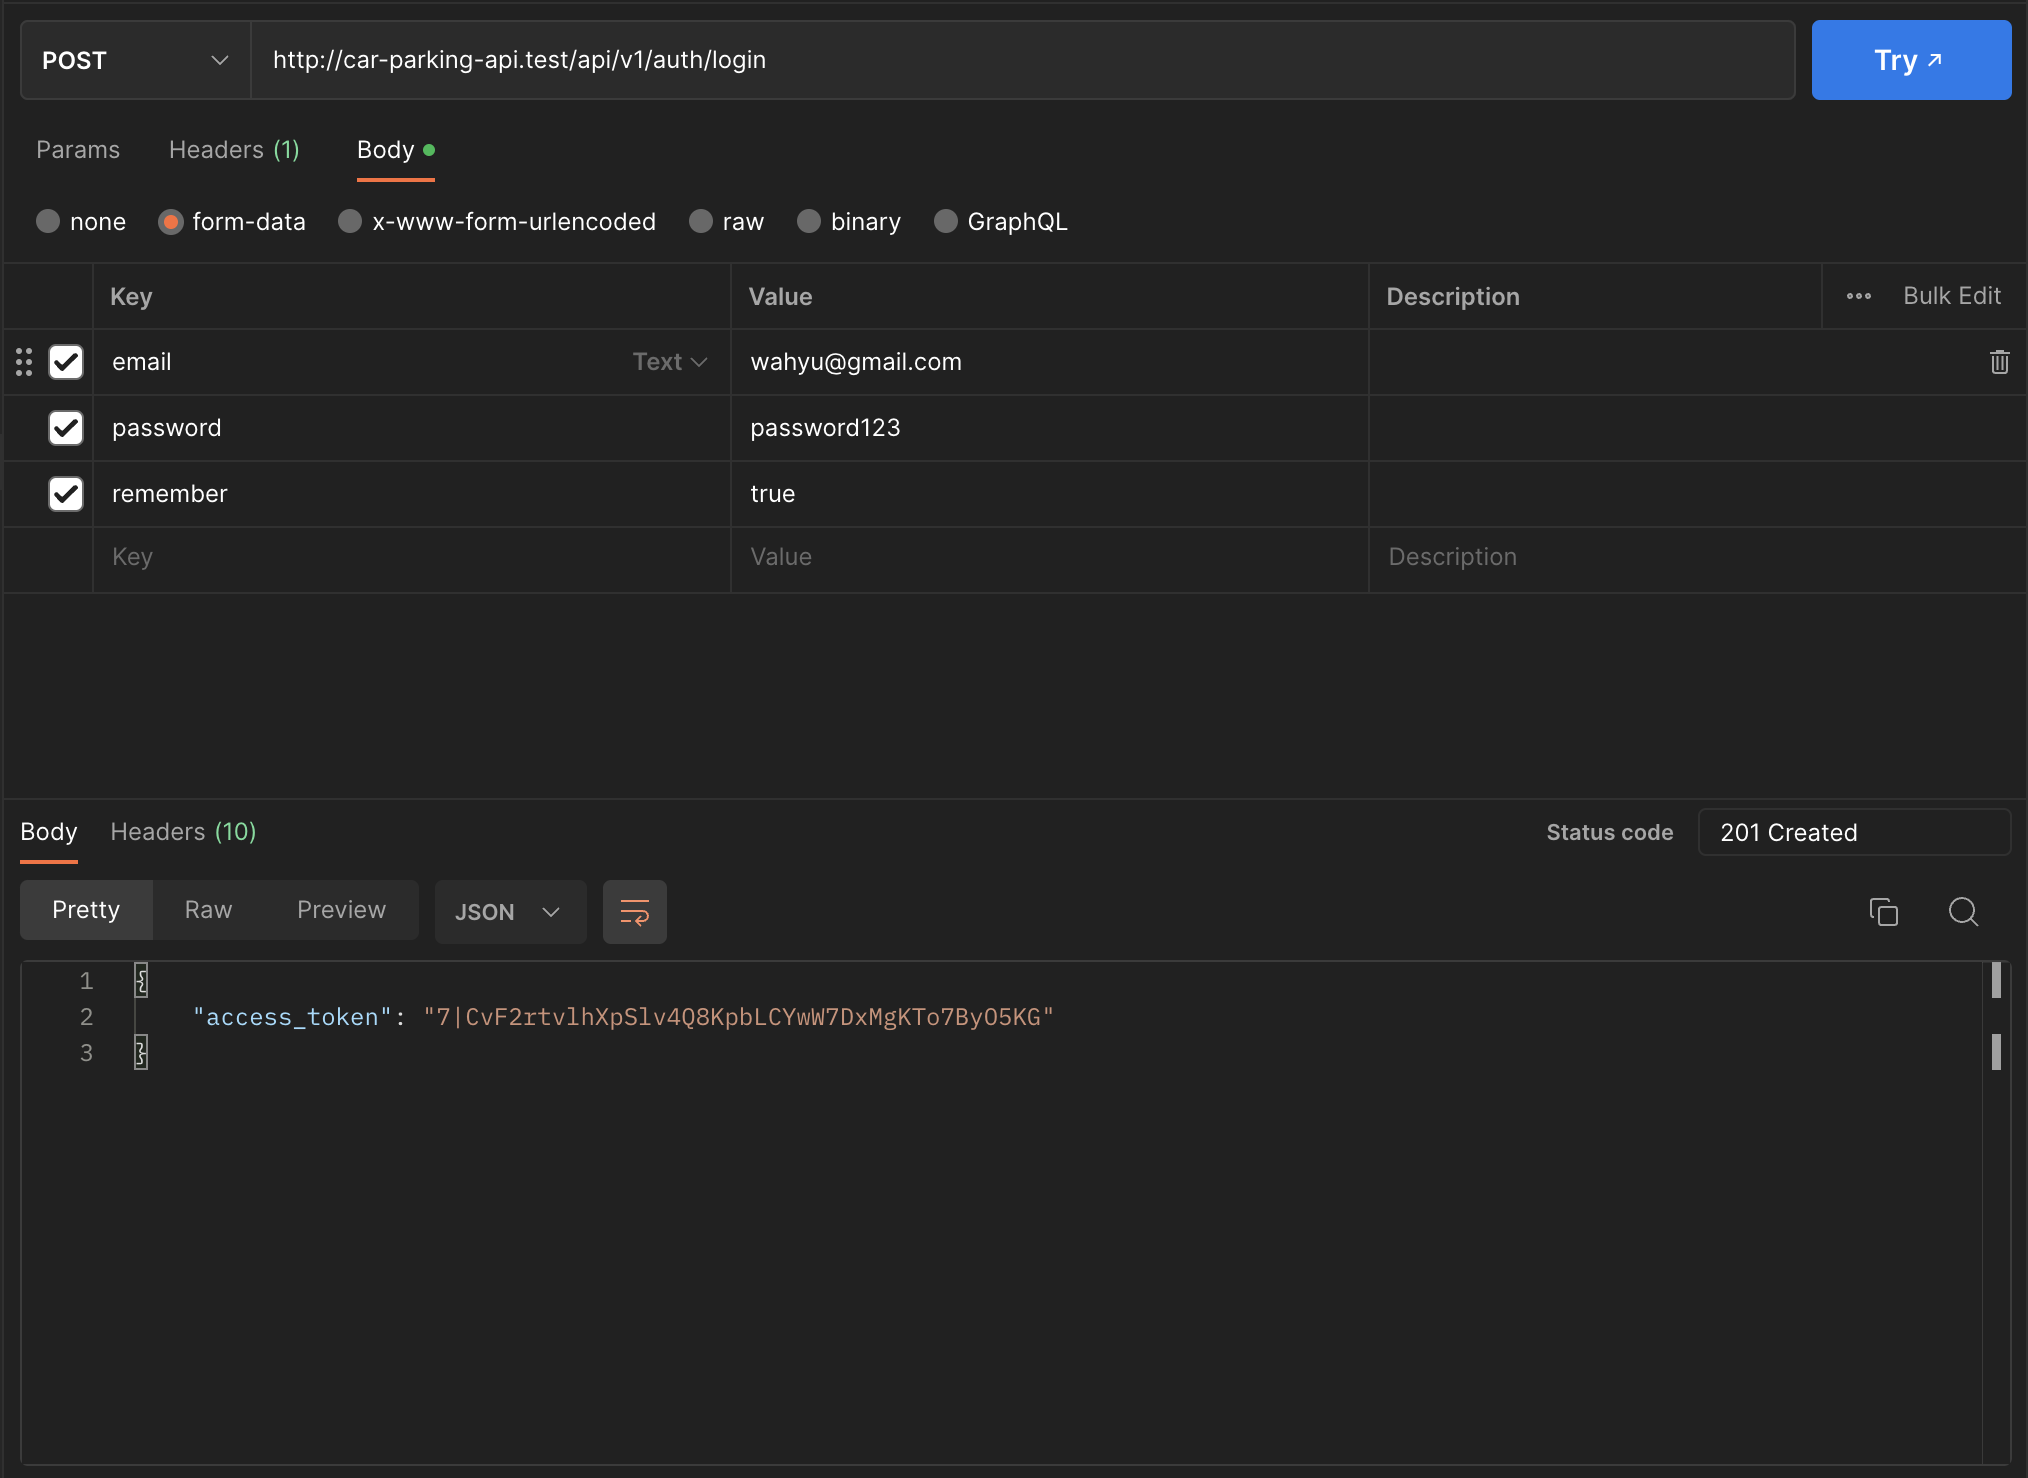 POST http://car-parking-api.test/api/v1/auth/login Try
Params Headers (1) Body
none form-data x-www-form-urlencoded raw binary GraphQL
Key Value Description Bulk Edit
email Text wahyu@gmail.com
password password123
remember true
Key Value Description
Body Headers (10) Status code 201 Created
Pretty Raw Preview JSON
1 {
2 "access_token": "7|CvF2rtvlhXpSlv4Q8KpbLCYwW7DxMgKTo7ByO5KG"
3 }